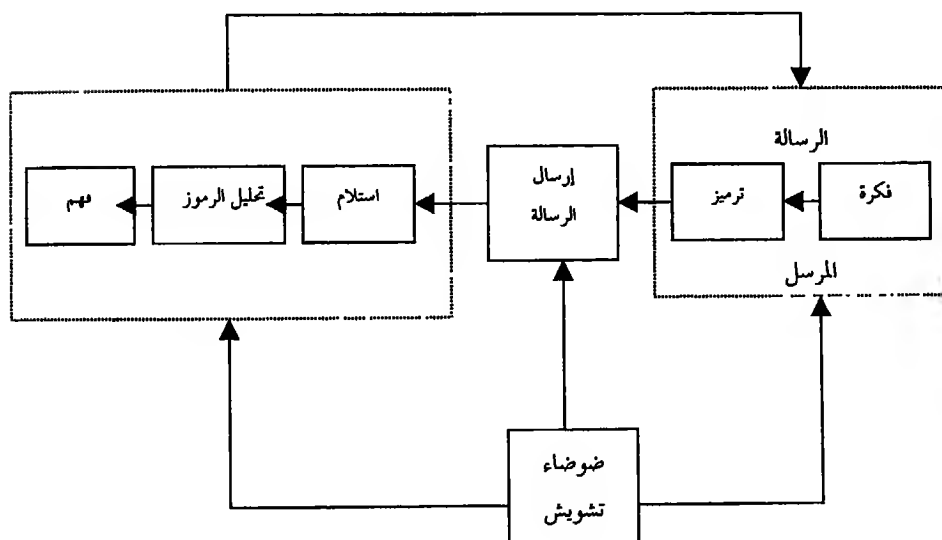 الرسالة
فكرة
ترميز
المرسل
إرسال
الرسالة
استلام
تحليل الرموز
فهم
ضوضاء
تشويش